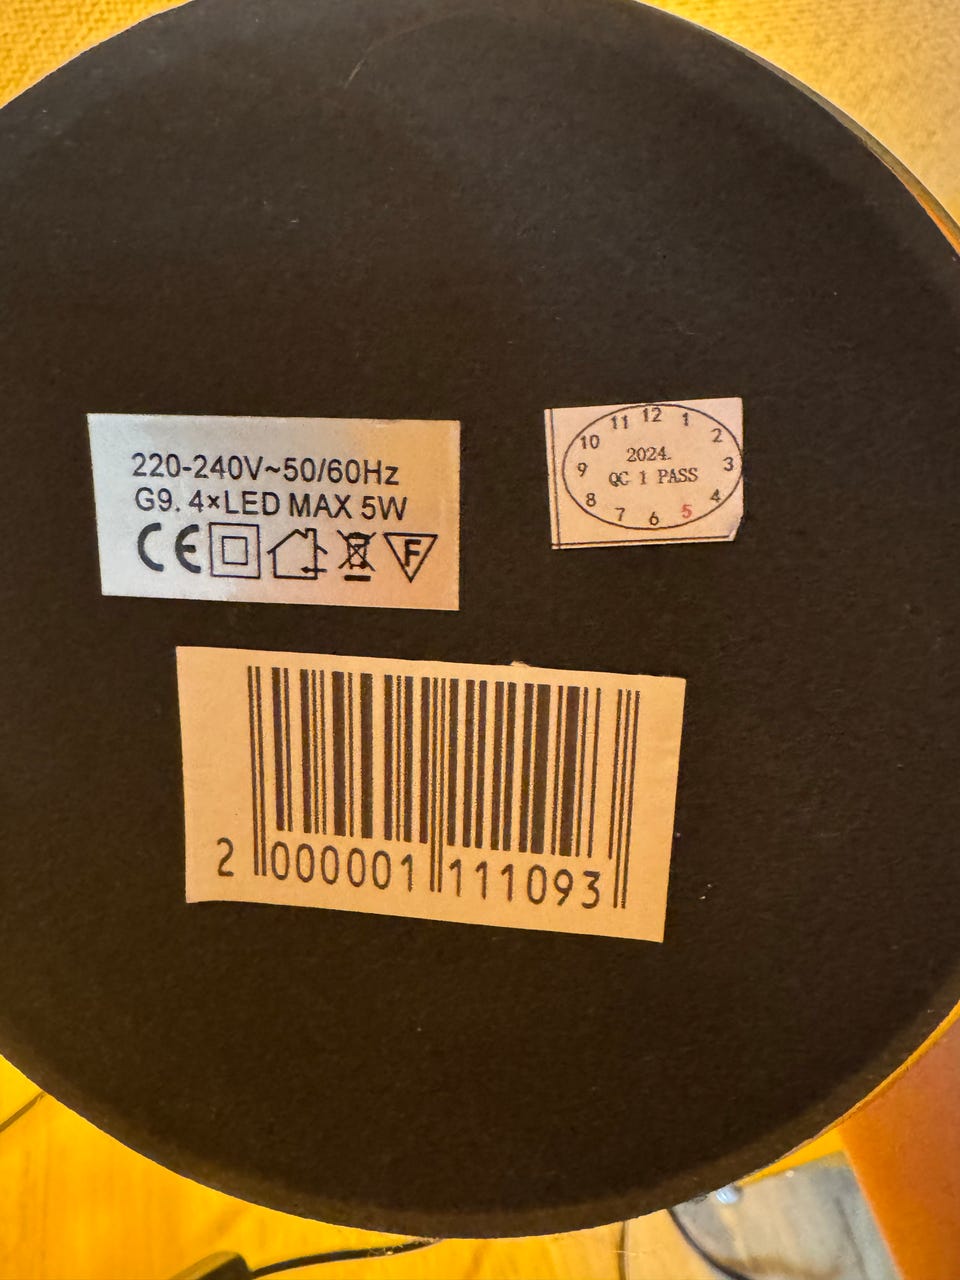 220-240V~50/60Hz
G9. 4×LED MAX 5W
CE F
11 12 1
10 2
2024.
9 3
QC 1 PASS
8 4
7 6 5
2 000001 111093